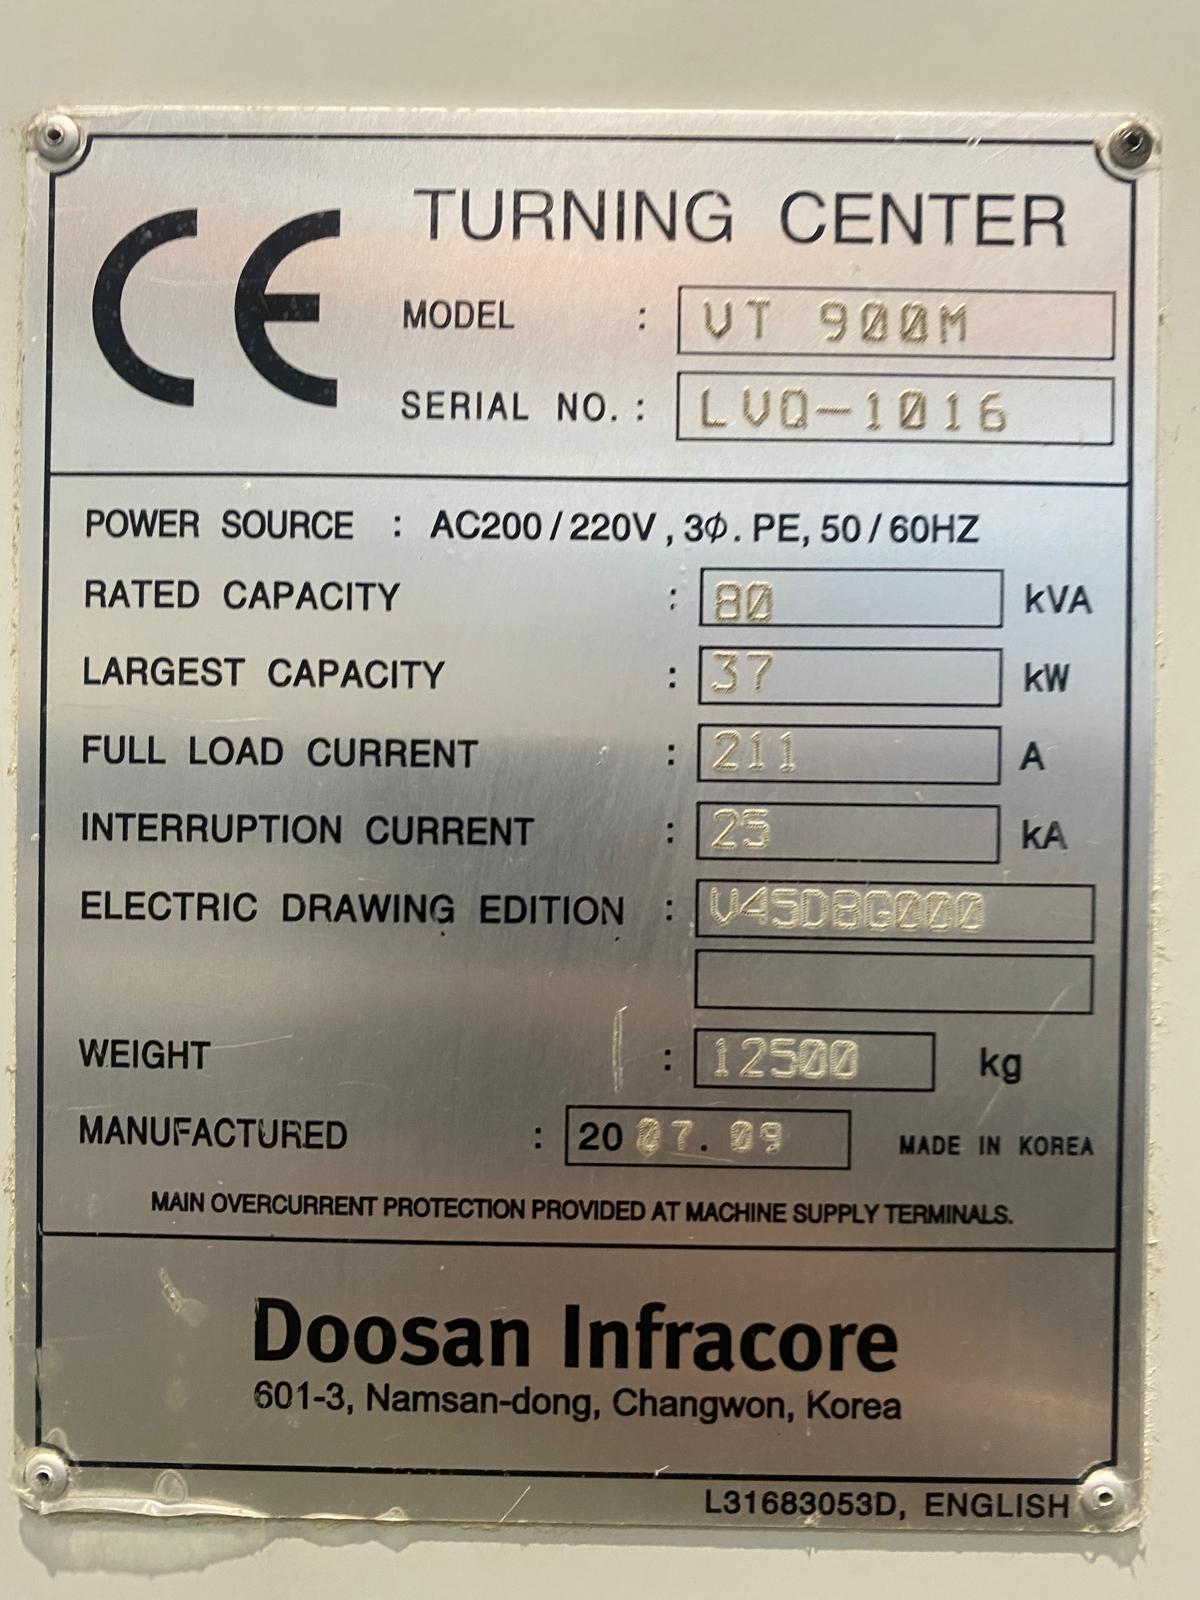 CE TURNING CENTER
MODEL : VT 900M
SERIAL NO. : LVQ-1016
POWER SOURCE : AC200/220V, 3Φ. PE, 50/60HZ
RATED CAPACITY : 80 kVA
LARGEST CAPACITY : 37 kW
FULL LOAD CURRENT : 211 A
INTERRUPTION CURRENT : 25 kA
ELECTRIC DRAWING EDITION : V45DBG000
WEIGHT : 12500 kg
MANUFACTURED : 2007.09 MADE IN KOREA
MAIN OVERCURRENT PROTECTION PROVIDED AT MACHINE SUPPLY TERMINALS.
Doosan Infracore
601-3, Namsan-dong, Changwon, Korea
L31683053D, ENGLISH